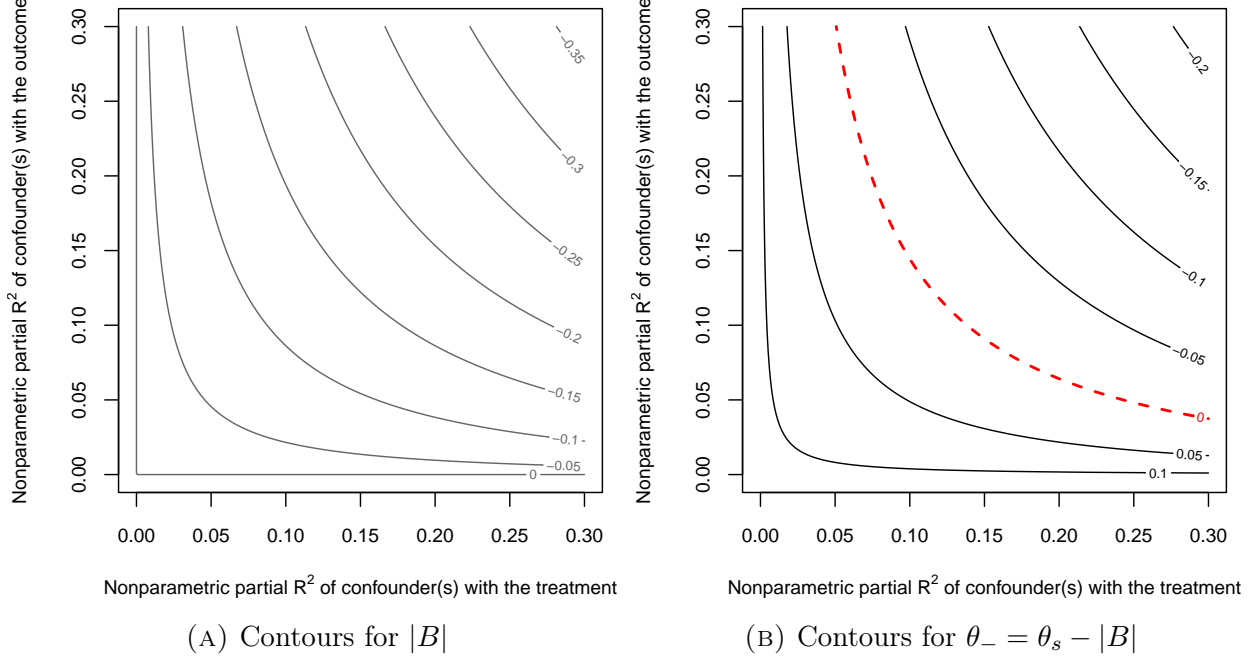 Nonparametric partial R² of confounder(s) with the outcome
0.00 0.05 0.10 0.15 0.20 0.25 0.30
−0.35
−0.3
−0.25
−0.2
−0.15
−0.1
−0.05
0
0.00 0.05 0.10 0.15 0.20 0.25 0.30
Nonparametric partial R² of confounder(s) with the treatment
(A) Contours for |B|
Nonparametric partial R² of confounder(s) with the outcome
0.00 0.05 0.10 0.15 0.20 0.25 0.30
−0.2
−0.15
−0.1
−0.05
0
0.05
0.1
0.00 0.05 0.10 0.15 0.20 0.25 0.30
Nonparametric partial R² of confounder(s) with the treatment
(B) Contours for θ₋ = θₛ − |B|